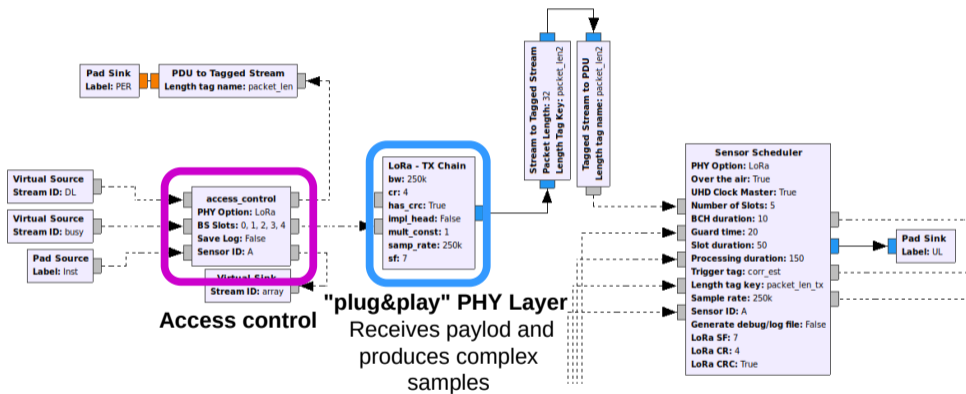 Pad Sink
Label: PER
PDU to Tagged Stream
Length tag name: packet_len
Virtual Source
Stream ID: DL
Virtual Source
Stream ID: busy
Pad Source
Label: Inst
access_control
PHY Option: LoRa
BS Slots: 0, 1, 2, 3, 4
Save Log: False
Sensor ID: A
Virtual Sink
Stream ID: array
Access control
LoRa - TX Chain
bw: 250k
cr: 4
has_crc: True
impl_head: False
mult_const: 1
samp_rate: 250k
sf: 7
"plug&play" PHY Layer
Receives paylod and
produces complex
samples
Stream to Tagged Stream
Packet Length: 32
Length Tag Key: packet_len2
Tagged Stream to PDU
Length tag name: packet_len2
Sensor Scheduler
PHY Option: LoRa
Over the air: True
UHD Clock Master: True
Number of Slots: 5
BCH duration: 10
Guard time: 20
Slot duration: 50
Processing duration: 150
Trigger tag: corr_est
Length tag key: packet_len_tx
Sample rate: 250k
Sensor ID: A
Generate debug/log file: False
LoRa SF: 7
LoRa CR: 4
LoRa CRC: True
Pad Sink
Label: UL